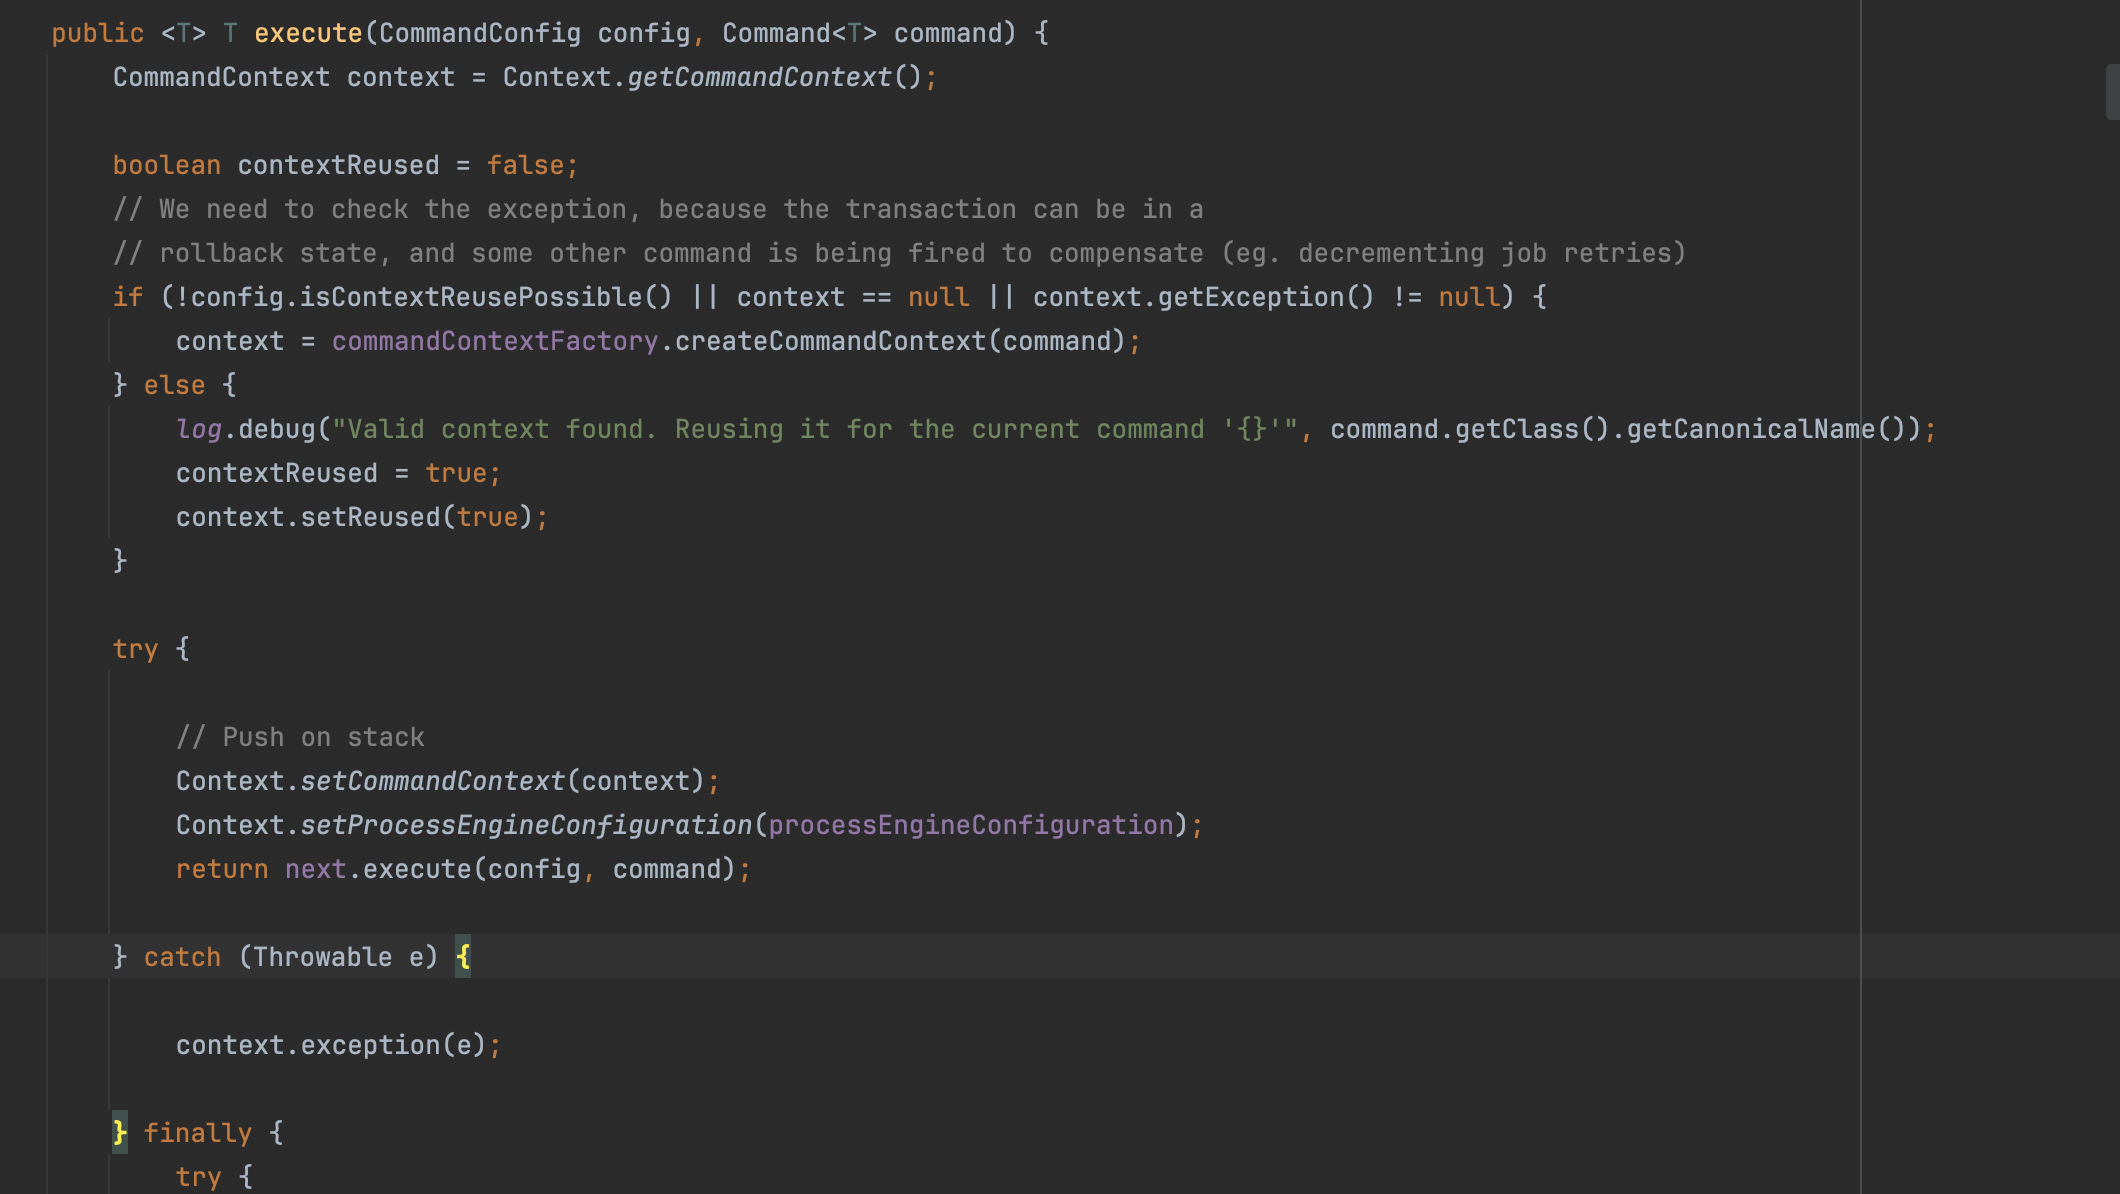 public <T> T execute(CommandConfig config, Command<T> command) {
CommandContext context = Context.getCommandContext();
boolean contextReused = false;
// We need to check the exception, because the transaction can be in a
// rollback state, and some other command is being fired to compensate (eg. decrementing job retries)
if (!config.isContextReusePossible() || context == null || context.getException() != null) {
context = commandContextFactory.createCommandContext(command);
} else {
log.debug("Valid context found. Reusing it for the current command '{}'", command.getClass().getCanonicalName());
contextReused = true;
context.setReused(true);
}
try {
// Push on stack
Context.setCommandContext(context);
Context.setProcessEngineConfiguration(processEngineConfiguration);
return next.execute(config, command);
} catch (Throwable e) {
context.exception(e);
} finally {
try {